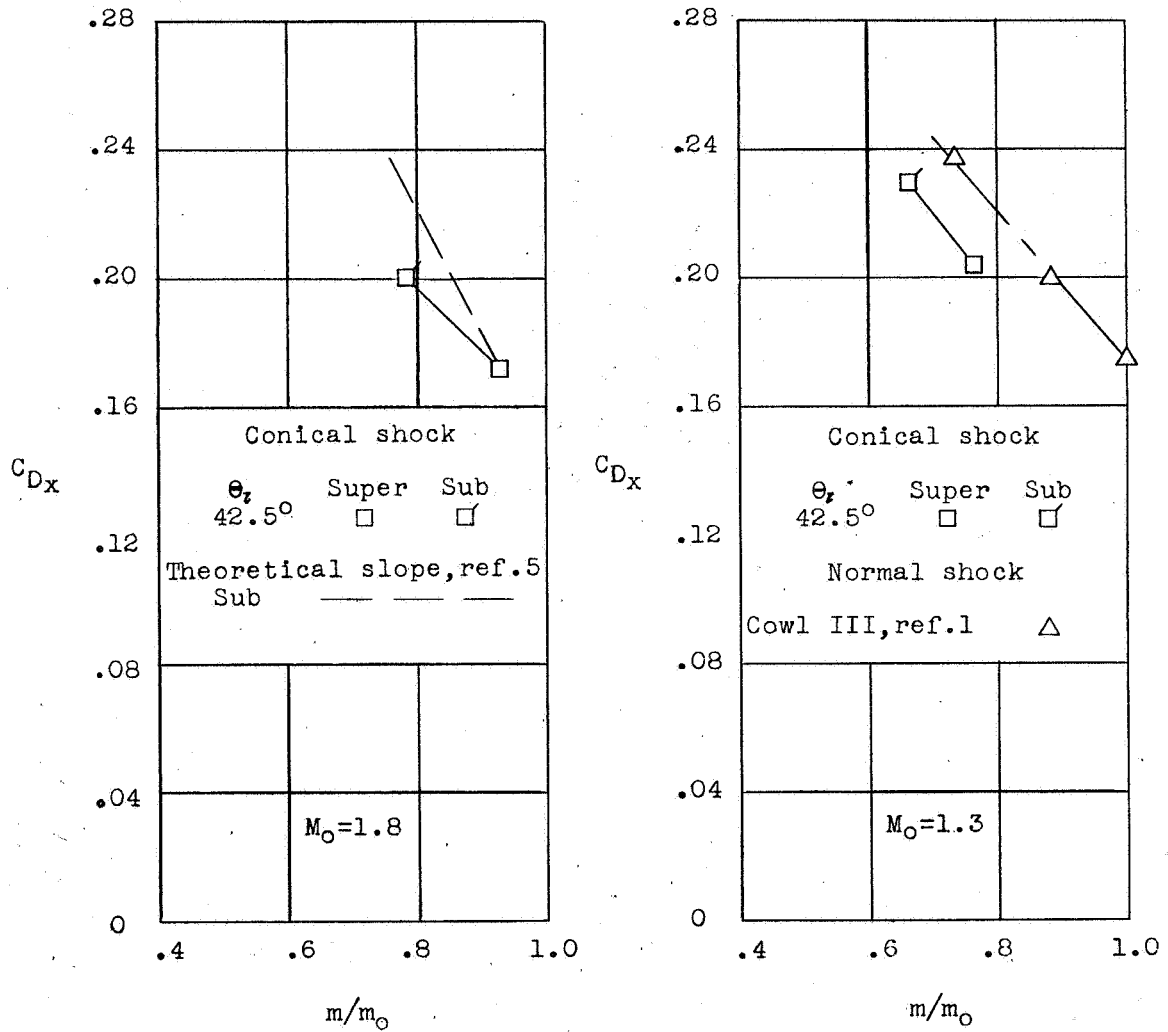 .28
.24
.20
.16
Conical shock
C_Dx
θ_l Super Sub
42.5°
.12
Theoretical slope,ref.5
Sub
.08
.04
M_o=1.8
0
.4 .6 .8 1.0
m/m_o
.28
.24
.20
.16
Conical shock
C_Dx
θ_l Super Sub
42.5°
.12
Normal shock
Cowl III,ref.1
.08
.04
M_o=1.3
0
.4 .6 .8 1.0
m/m_o